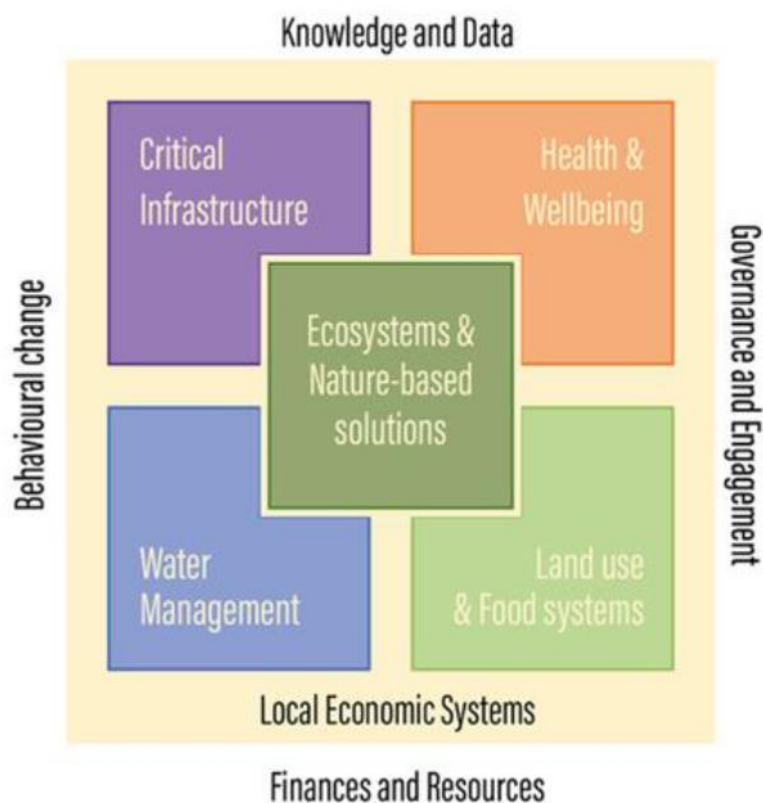 Knowledge and Data
Critical
Infrastructure
Health &
Wellbeing
Behavioural change
Ecosystems &
Nature-based
solutions
Governance and Engagement
Water
Management
Land use
& Food systems
Local Economic Systems
Finances and Resources